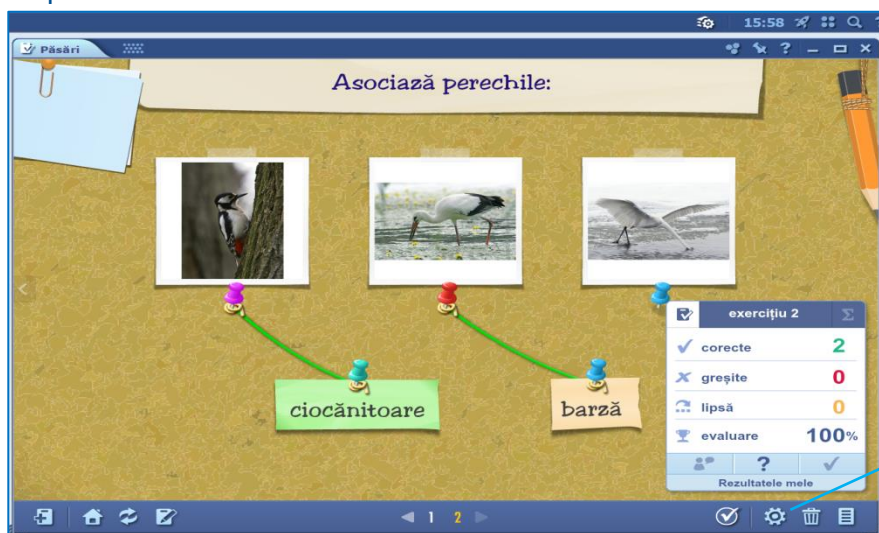 15:58
Păsări
Asociază perechile:
ciocănitoare
barză
exercițiu 2
corecte 2
greșite 0
lipsă 0
evaluare 100%
Rezultatele mele
1 2